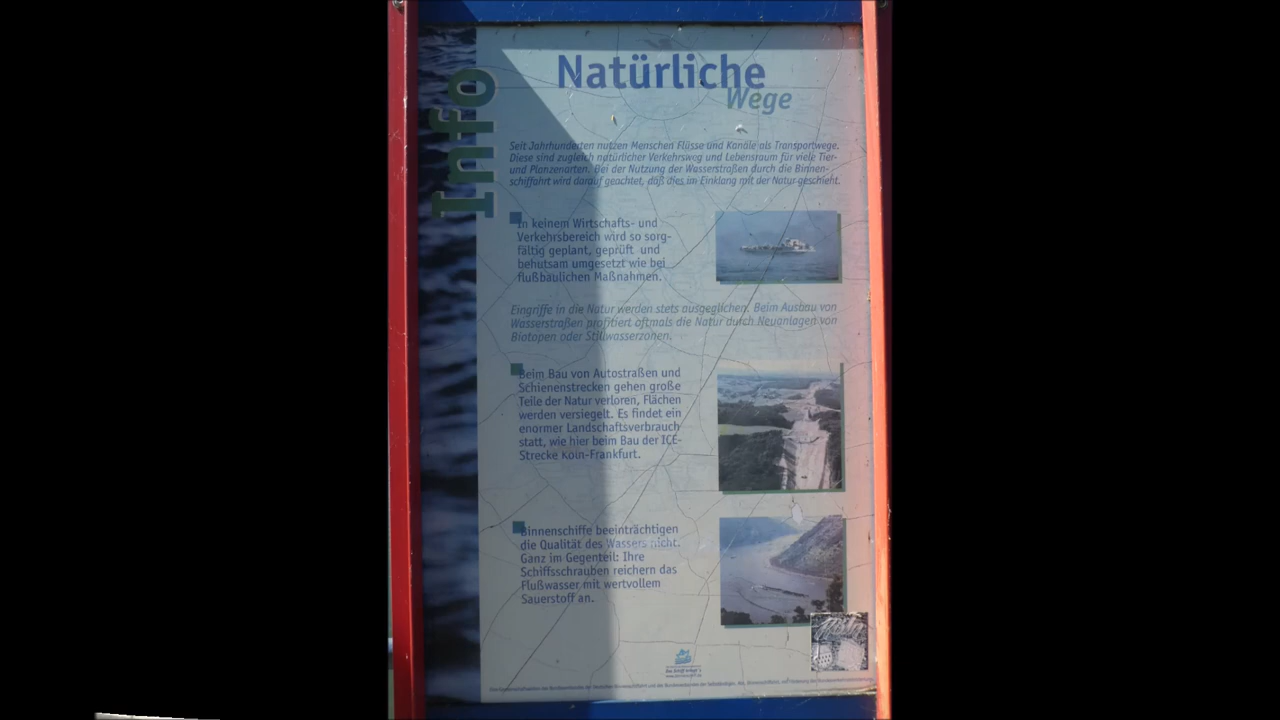 Info
Natürliche
Wege
Seit Jahrhunderten nutzen Menschen Flüsse und Kanäle als Transportwege.
Diese sind zugleich natürlicher Verkehrsweg und Lebensraum für viele Tier-
und Planzenarten. Bei der Nutzung der Wasserstraßen durch die Binnen-
schiffahrt wird darauf geachtet, daß dies im Einklang mit der Natur geschieht.
In keinem Wirtschafts- und
Verkehrsbereich wird so sorg-
fältig geplant, geprüft und
behutsam umgesetzt wie bei
flußbaulichen Maßnahmen.
Eingriffe in die Natur werden stets ausgeglichen. Beim Ausbau von
Wasserstraßen profitiert oftmals die Natur durch Neuanlagen von
Biotopen oder Stillwasserzonen.
Beim Bau von Autostraßen und
Schienenstrecken gehen große
Teile der Natur verloren, Flächen
werden versiegelt. Es findet ein
enormer Landschaftsverbrauch
statt, wie hier beim Bau der ICE-
Strecke Köln-Frankfurt.
Binnenschiffe beeinträchtigen
die Qualität des Wassers nicht.
Ganz im Gegenteil: Ihre
Schiffsschrauben reichern das
Flußwasser mit wertvollem
Sauerstoff an.